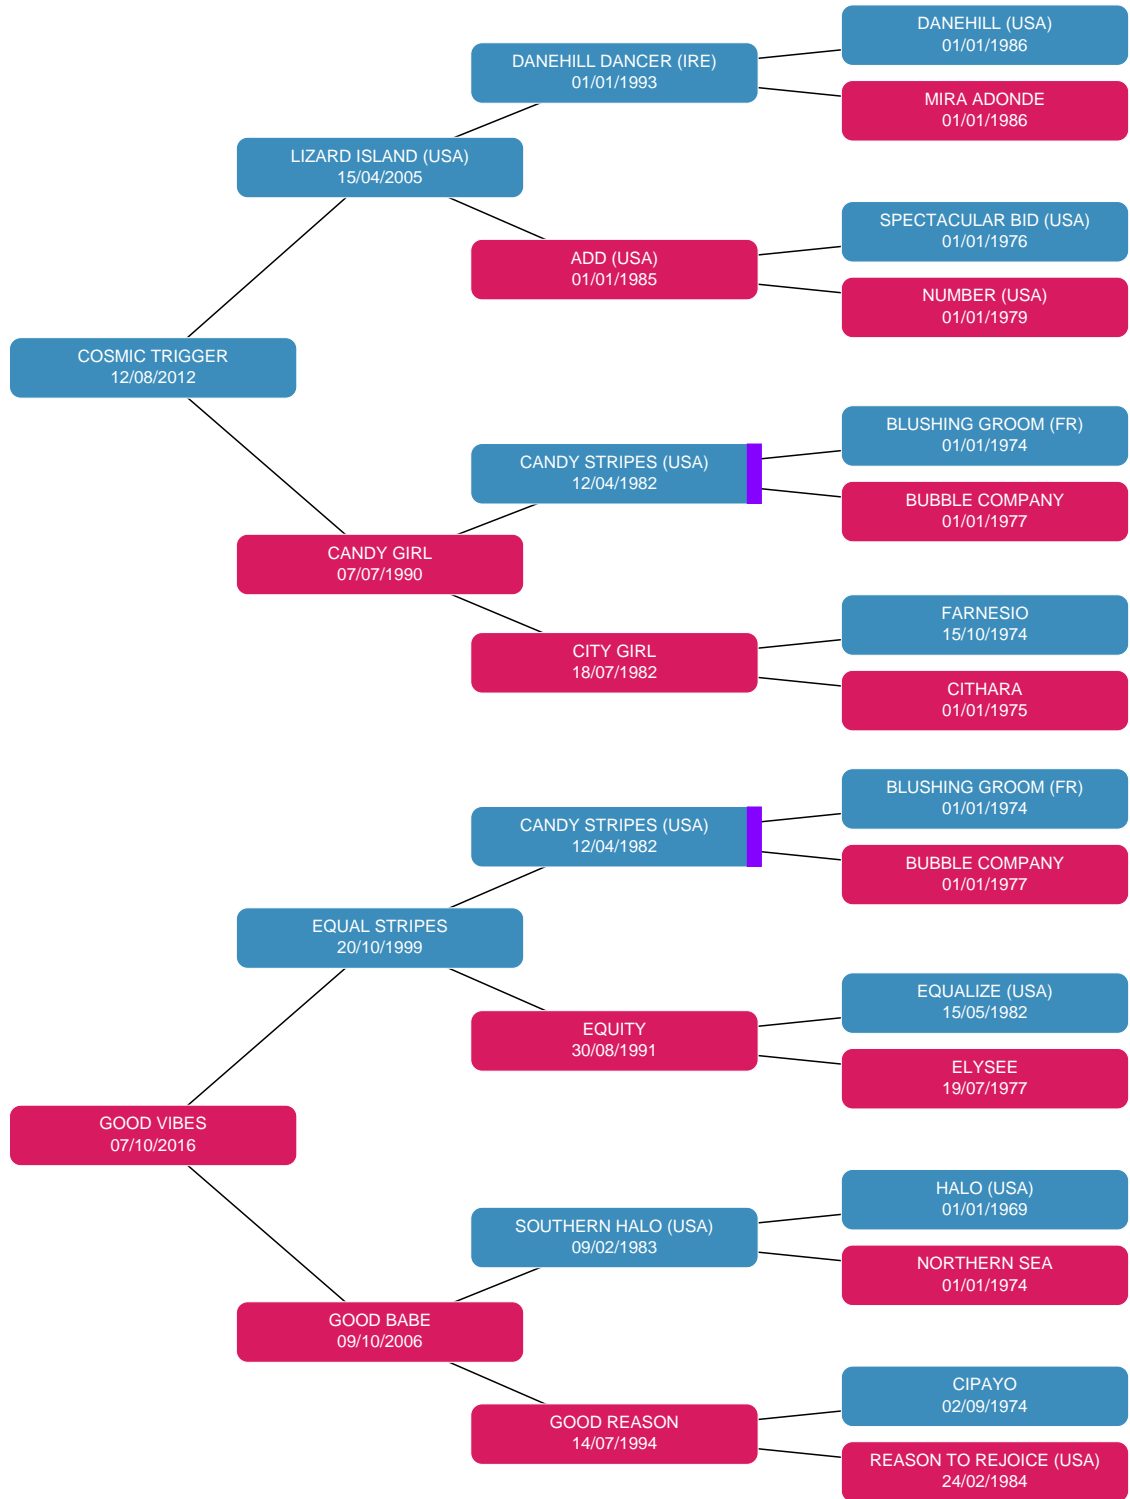 DANEHILL (USA)
01/01/1986
DANEHILL DANCER (IRE)
01/01/1993
MIRA ADONDE
01/01/1986
LIZARD ISLAND (USA)
15/04/2005
SPECTACULAR BID (USA)
01/01/1976
ADD (USA)
01/01/1985
NUMBER (USA)
01/01/1979
COSMIC TRIGGER
12/08/2012
BLUSHING GROOM (FR)
01/01/1974
CANDY STRIPES (USA)
12/04/1982
BUBBLE COMPANY
01/01/1977
CANDY GIRL
07/07/1990
FARNESIO
15/10/1974
CITY GIRL
18/07/1982
CITHARA
01/01/1975
BLUSHING GROOM (FR)
01/01/1974
CANDY STRIPES (USA)
12/04/1982
BUBBLE COMPANY
01/01/1977
EQUAL STRIPES
20/10/1999
EQUALIZE (USA)
15/05/1982
EQUITY
30/08/1991
ELYSEE
19/07/1977
GOOD VIBES
07/10/2016
HALO (USA)
01/01/1969
SOUTHERN HALO (USA)
09/02/1983
NORTHERN SEA
01/01/1974
GOOD BABE
09/10/2006
CIPAYO
02/09/1974
GOOD REASON
14/07/1994
REASON TO REJOICE (USA)
24/02/1984